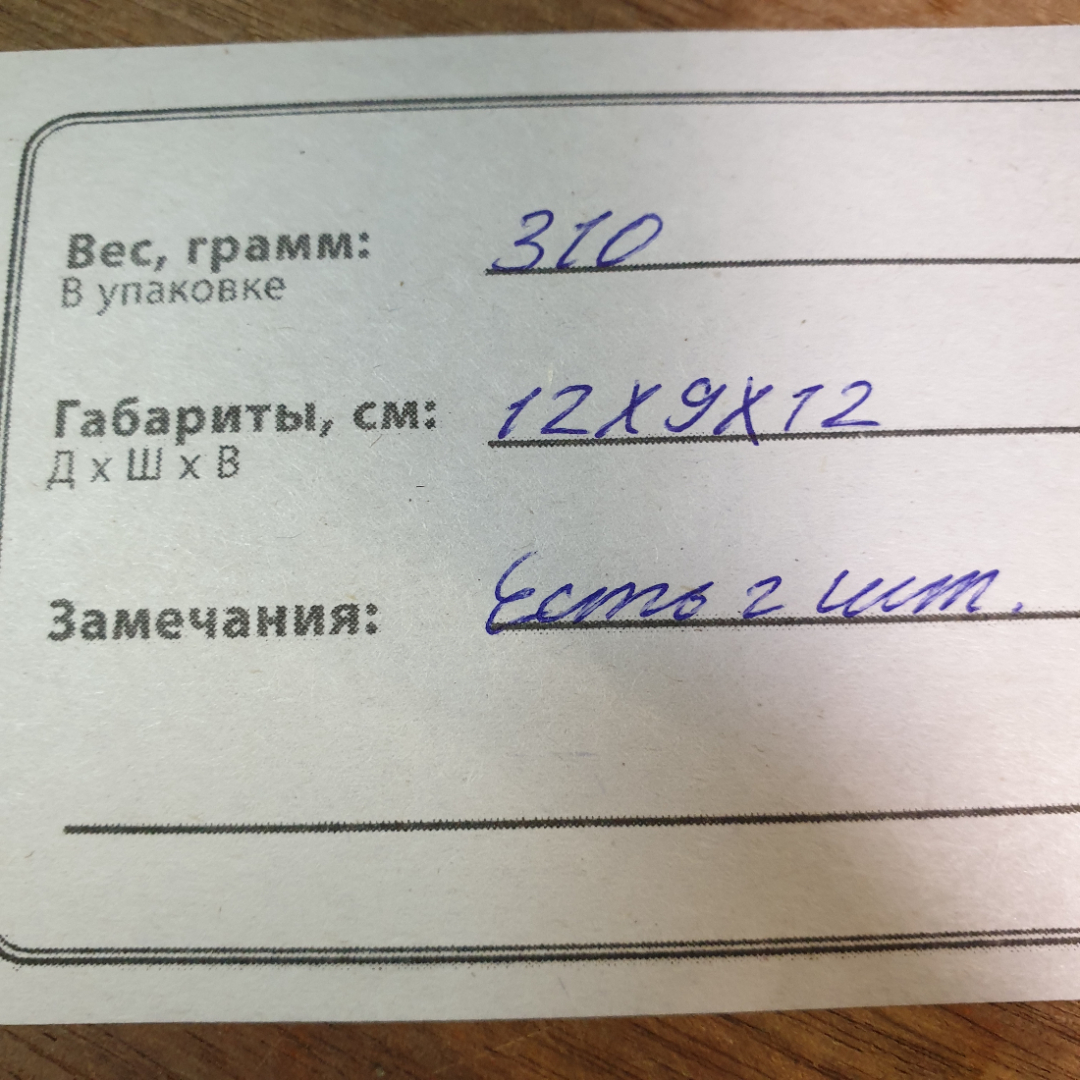 Вес, грамм: 310
В упаковке
Габариты, см: 12х9х12
Д х Ш х В
Замечания: Есть 2 шт.